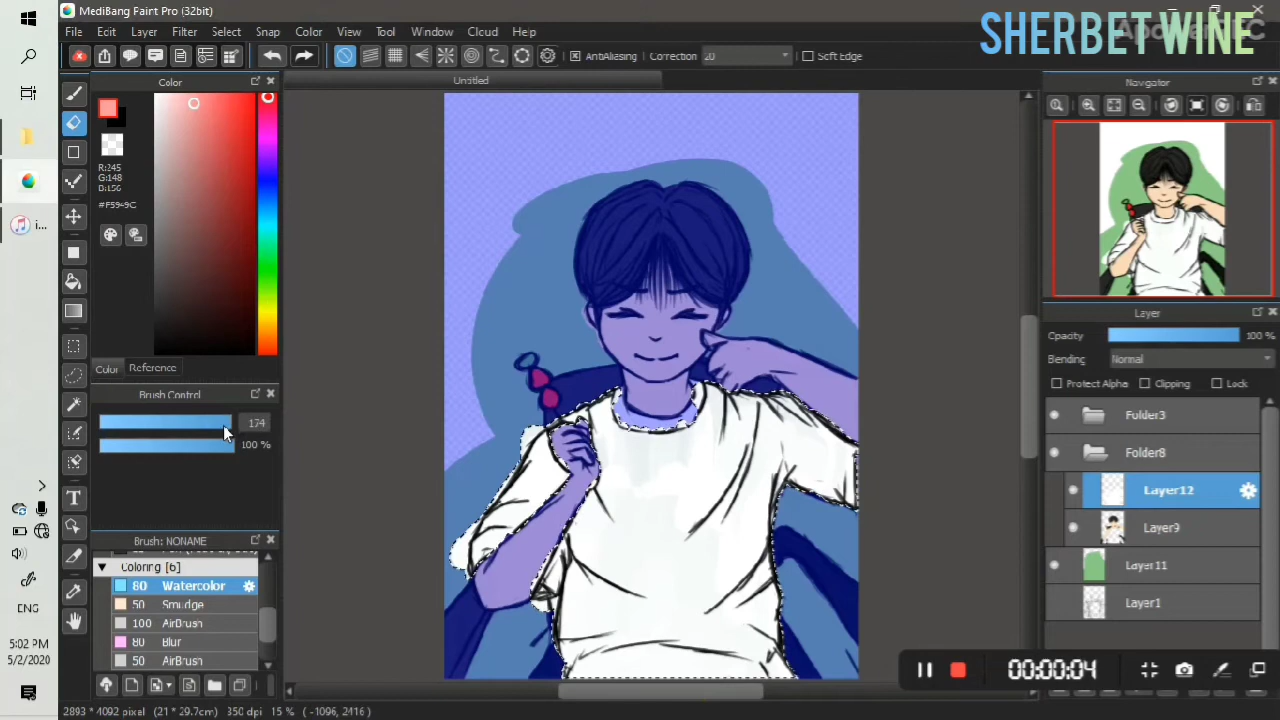 MediBang Paint Pro (32bit)
SHERBET WINE
File Edit Layer Filter Select Snap Color View Tool Window Cloud Help
AntiAliasing Correction 20 Soft Edge
Color
Untitled
Navigator
R:245
G:148
B:156
#F5949C
Color Reference
Brush Control
174
100 %
Brush: NONAME
Coloring [6]
80 Watercolor
50 Smudge
100 AirBrush
80 Blur
50 AirBrush
Layer
Opacity 100 %
Blending Normal
Protect Alpha Clipping Lock
Folder3
Folder8
Layer12
Layer9
Layer11
Layer1
00:00:04
i...
ENG
5:02 PM
5/2/2020
2893 * 4092 pixel (21 * 29.7cm) 350 dpi 15 % ( -1096, 2416 )